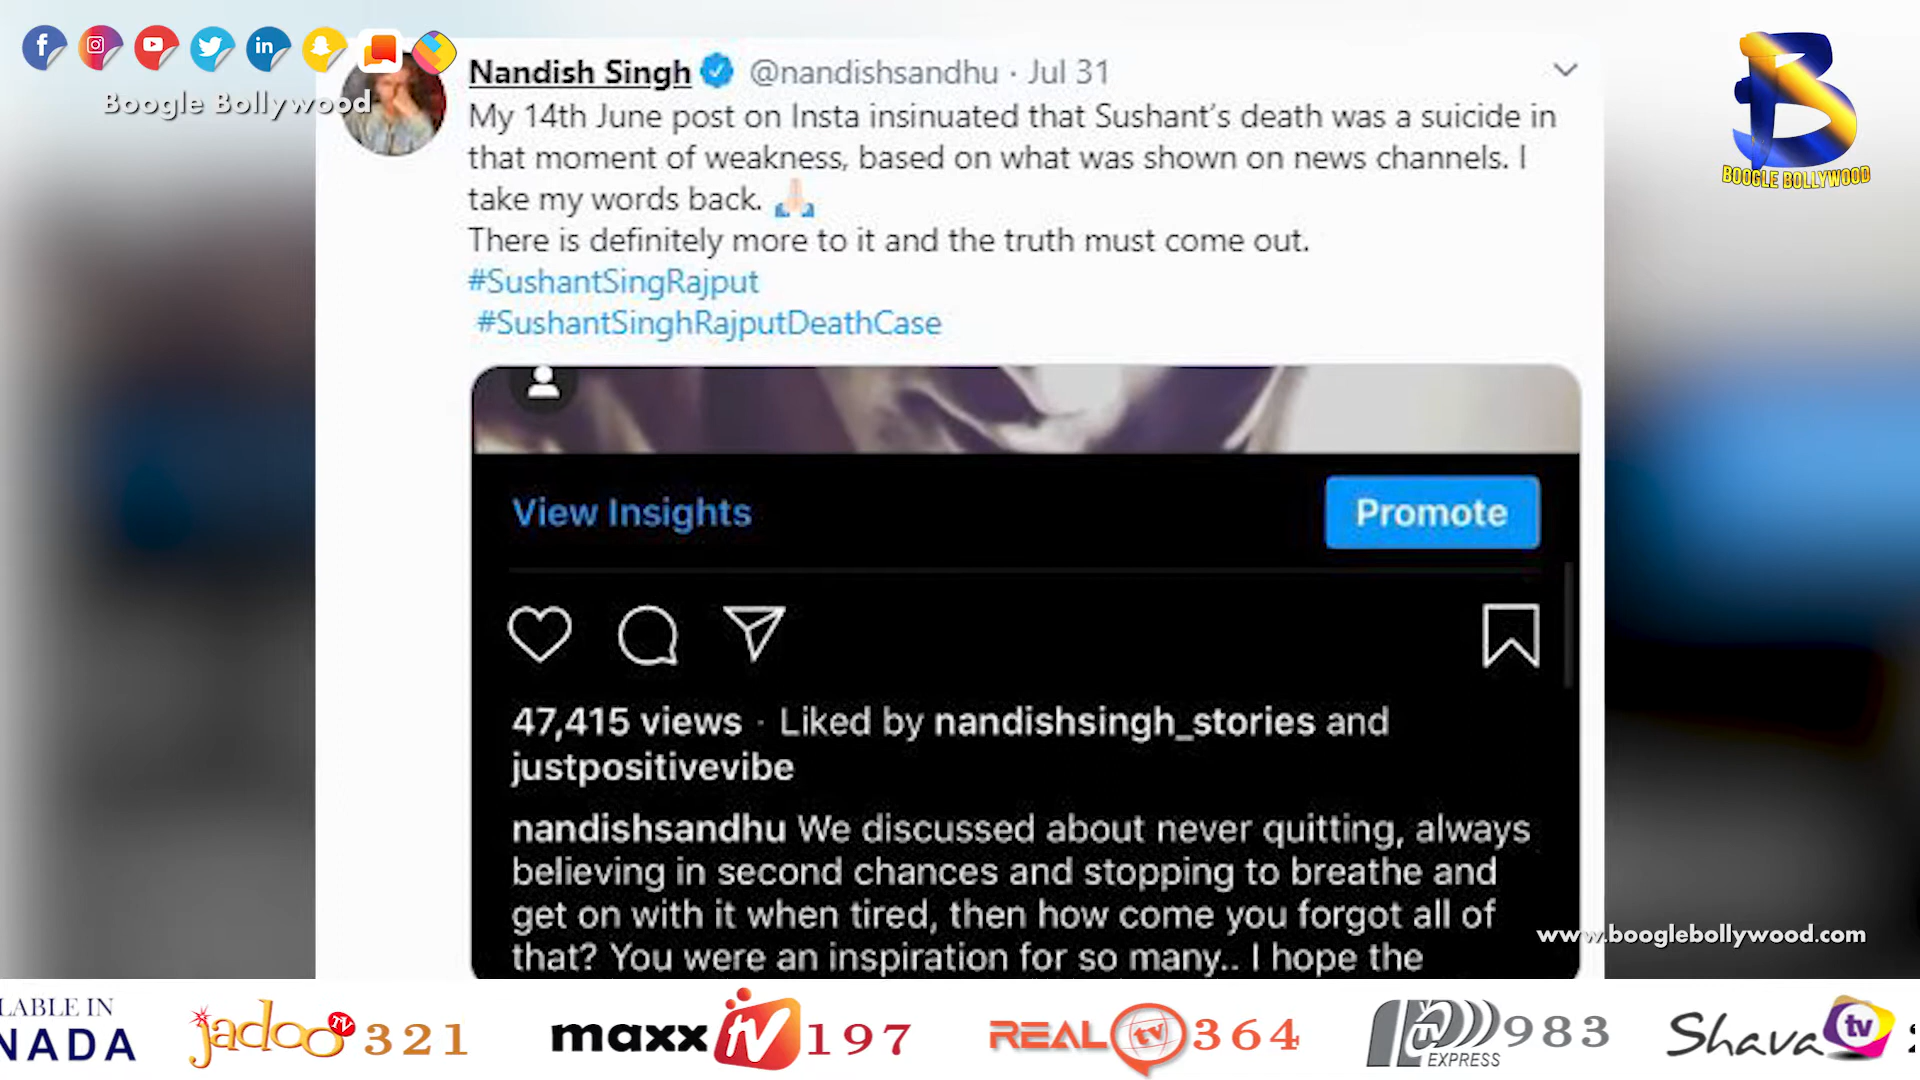 Boogle Bollywood
Nandish Singh @nandishsandhu · Jul 31
My 14th June post on Insta insinuated that Sushant's death was a suicide in
that moment of weakness, based on what was shown on news channels. I
take my words back. 🙏🏻
There is definitely more to it and the truth must come out.
#SushantSingRajput
#SushantSinghRajputDeathCase
BOOGLE BOLLYWOOD
View Insights
Promote
47,415 views · Liked by nandishsingh_stories and
justpositivevibe
nandishsandhu We discussed about never quitting, always
believing in second chances and stopping to breathe and
get on with it when tired, then how come you forgot all of
that? You were an inspiration for so many.. I hope the
www.booglebollywood.com
LABLE IN
NADA
jadoo TV 321
maxx tv 197
REAL tv 364
EXPRESS 983
Shava tv